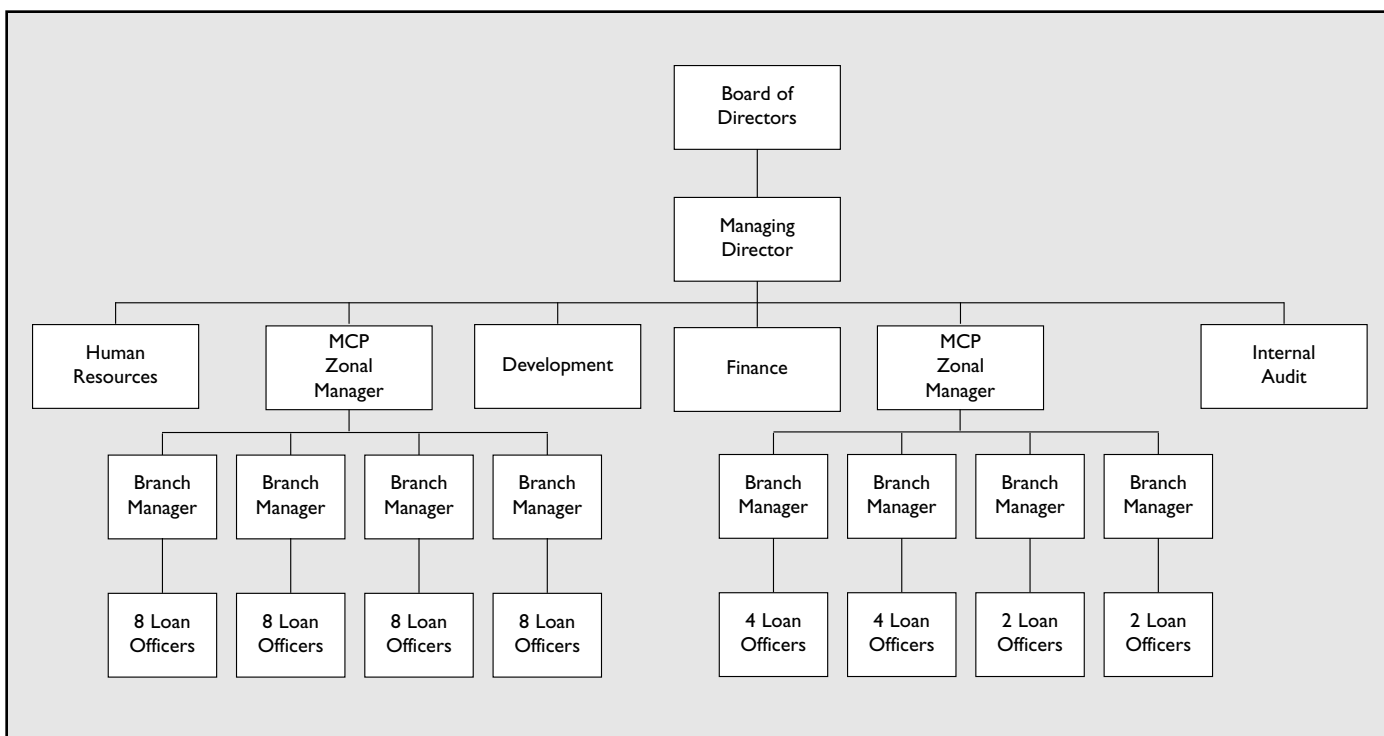 Board of
Directors
Managing
Director
Human
Resources
MCP
Zonal
Manager
Development
Finance
MCP
Zonal
Manager
Internal
Audit
Branch
Manager
Branch
Manager
Branch
Manager
Branch
Manager
Branch
Manager
Branch
Manager
Branch
Manager
Branch
Manager
8 Loan
Officers
8 Loan
Officers
8 Loan
Officers
8 Loan
Officers
4 Loan
Officers
4 Loan
Officers
2 Loan
Officers
2 Loan
Officers